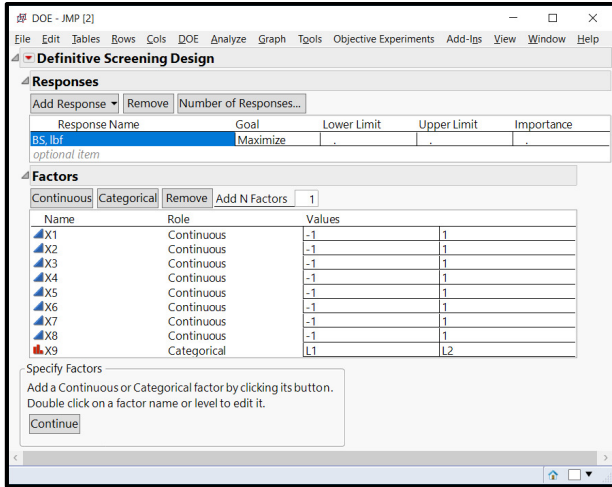 DOE - JMP [2]
File Edit Tables Rows Cols DOE Analyze Graph Tools Objective Experiments Add-Ins View Window Help
Definitive Screening Design
Responses
Add Response Remove Number of Responses...
Response Name Goal Lower Limit Upper Limit Importance
BS, lbf Maximize . . .
optional item
Factors
Continuous Categorical Remove Add N Factors 1
Name Role Values
X1 Continuous -1 1
X2 Continuous -1 1
X3 Continuous -1 1
X4 Continuous -1 1
X5 Continuous -1 1
X6 Continuous -1 1
X7 Continuous -1 1
X8 Continuous -1 1
X9 Categorical L1 L2
Specify Factors
Add a Continuous or Categorical factor by clicking its button.
Double click on a factor name or level to edit it.
Continue